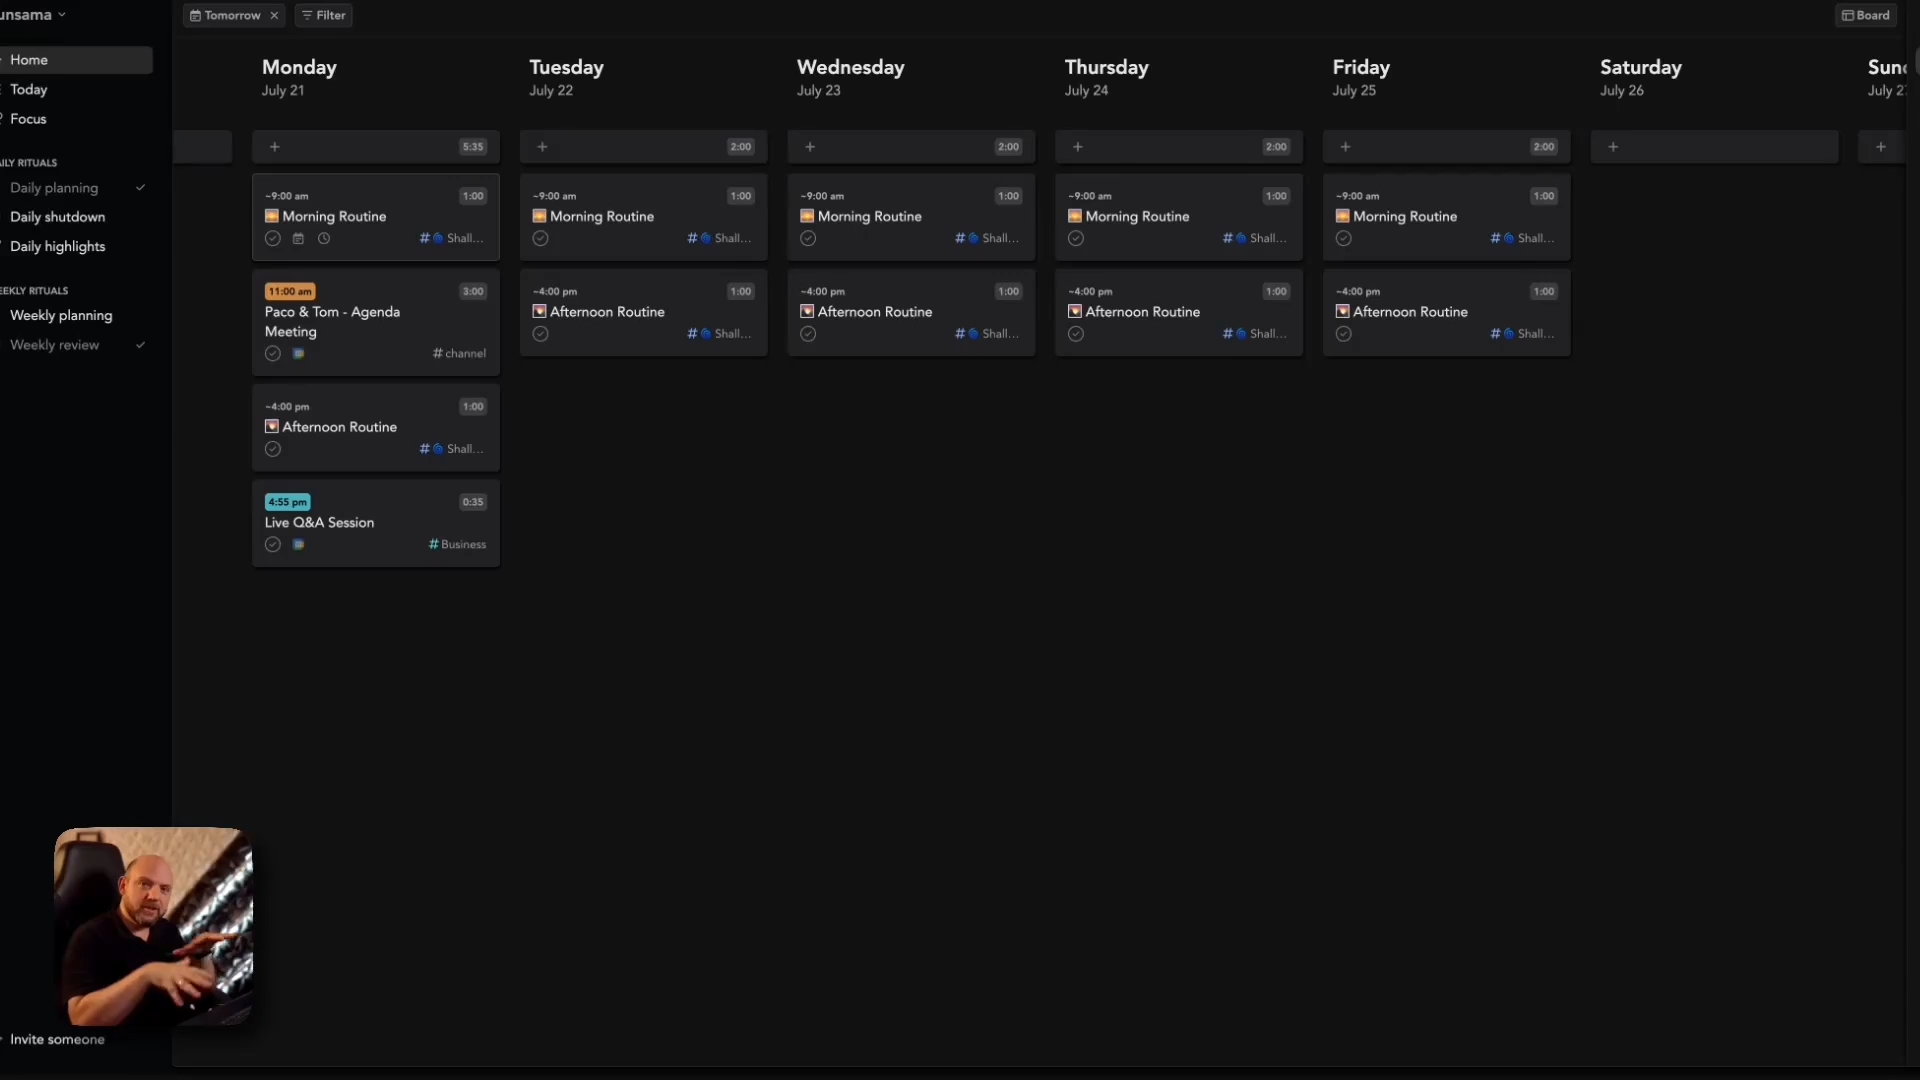 unsama
Tomorrow
Filter
Board
Home
Today
Focus
AILY RITUALS
Daily planning
Daily shutdown
Daily highlights
EEKLY RITUALS
Weekly planning
Weekly review
Invite someone
Monday
July 21
+ 5:35
~9:00 am 1:00
Morning Routine
# Shall...
11:00 am 3:00
Paco & Tom - Agenda
Meeting
# channel
~4:00 pm 1:00
Afternoon Routine
# Shall...
4:55 pm 0:35
Live Q&A Session
# Business
Tuesday
July 22
+ 2:00
~9:00 am 1:00
Morning Routine
# Shall...
~4:00 pm 1:00
Afternoon Routine
# Shall...
Wednesday
July 23
+ 2:00
~9:00 am 1:00
Morning Routine
# Shall...
~4:00 pm 1:00
Afternoon Routine
# Shall...
Thursday
July 24
+ 2:00
~9:00 am 1:00
Morning Routine
# Shall...
~4:00 pm 1:00
Afternoon Routine
# Shall...
Friday
July 25
+ 2:00
~9:00 am 1:00
Morning Routine
# Shall...
~4:00 pm 1:00
Afternoon Routine
# Shall...
Saturday
July 26
+
Sun
July 2
+